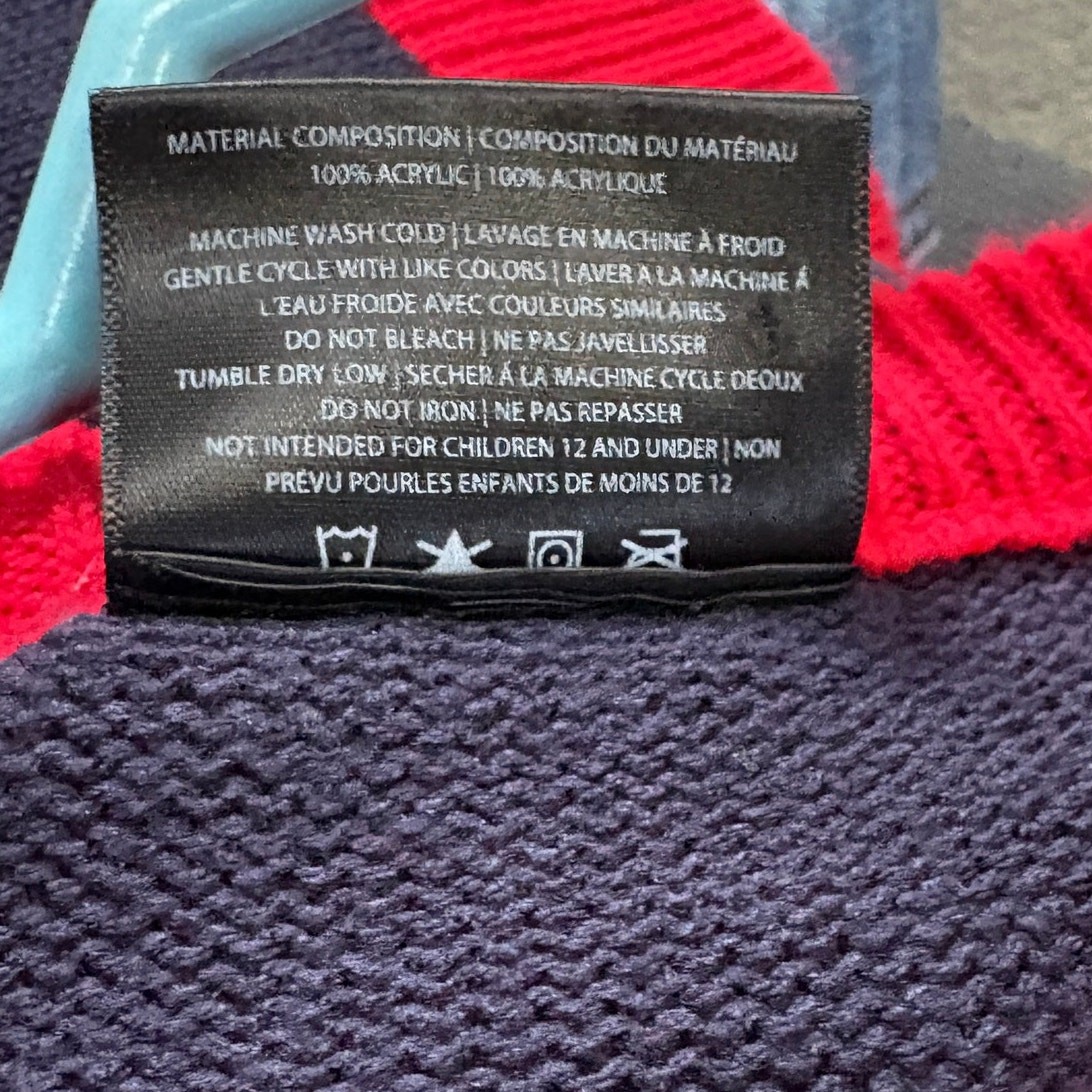 MATERIAL COMPOSITION | COMPOSITION DU MATÉRIAU
100% ACRYLIC | 100% ACRYLIQUE
MACHINE WASH COLD | LAVAGE EN MACHINE À FROID
GENTLE CYCLE WITH LIKE COLORS | LAVER A LA MACHINE Á
L'EAU FROIDE AVEC COULEURS SIMILAIRES
DO NOT BLEACH | NE PAS JAVELLISSER
TUMBLE DRY LOW | SECHER Á LA MACHINE CYCLE DEOUX
DO NOT IRON | NE PAS REPASSER
NOT INTENDED FOR CHILDREN 12 AND UNDER | NON
PRÉVU POURLES ENFANTS DE MOINS DE 12